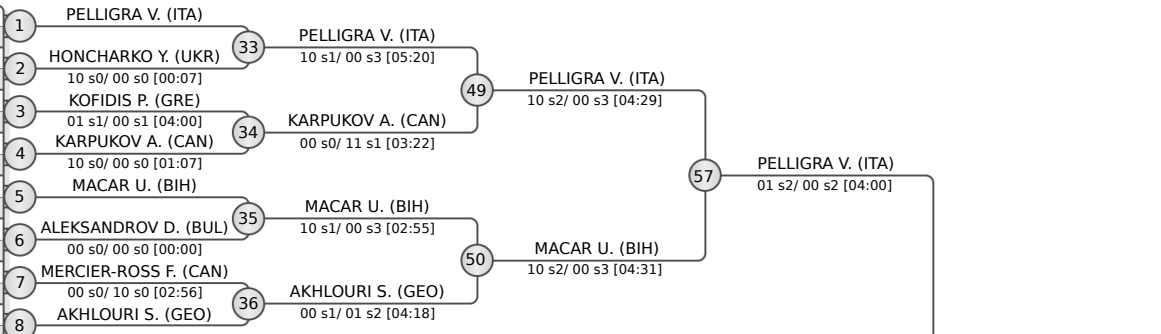 PELLIGRA V. (ITA)
1
33
PELLIGRA V. (ITA)
10 s1/ 00 s3 [05:20]
HONCHARKO Y. (UKR)
2
10 s0/ 00 s0 [00:07]
49
PELLIGRA V. (ITA)
10 s2/ 00 s3 [04:29]
KOFIDIS P. (GRE)
3
01 s1/ 00 s1 [04:00]
34
KARPUKOV A. (CAN)
00 s0/ 11 s1 [03:22]
KARPUKOV A. (CAN)
4
10 s0/ 00 s0 [01:07]
57
PELLIGRA V. (ITA)
01 s2/ 00 s2 [04:00]
MACAR U. (BIH)
5
35
MACAR U. (BIH)
10 s1/ 00 s3 [02:55]
ALEKSANDROV D. (BUL)
6
00 s0/ 00 s0 [00:00]
50
MACAR U. (BIH)
10 s2/ 00 s3 [04:31]
MERCIER-ROSS F. (CAN)
7
00 s0/ 10 s0 [02:56]
36
AKHLOURI S. (GEO)
00 s1/ 01 s2 [04:18]
AKHLOURI S. (GEO)
8